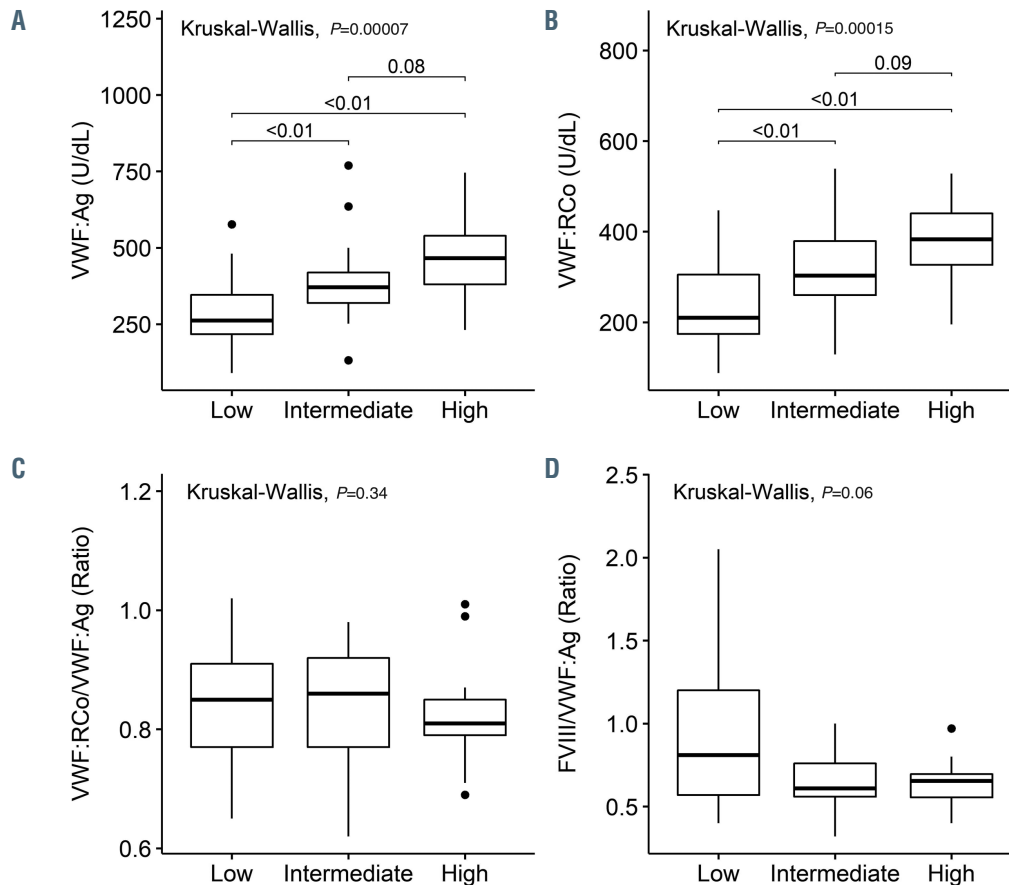 A
Kruskal-Wallis, P=0.00007
VWF:Ag (U/dL)
1250
1000
750
500
250
0.08
<0.01
<0.01
Low Intermediate High
B
Kruskal-Wallis, P=0.00015
VWF:RCo (U/dL)
800
600
400
200
0.09
<0.01
<0.01
Low Intermediate High
C
Kruskal-Wallis, P=0.34
VWF:RCo/VWF:Ag (Ratio)
1.2
1.0
0.8
0.6
Low Intermediate High
D
Kruskal-Wallis, P=0.06
FVIII/VWF:Ag (Ratio)
2.5
2.0
1.5
1.0
0.5
Low Intermediate High